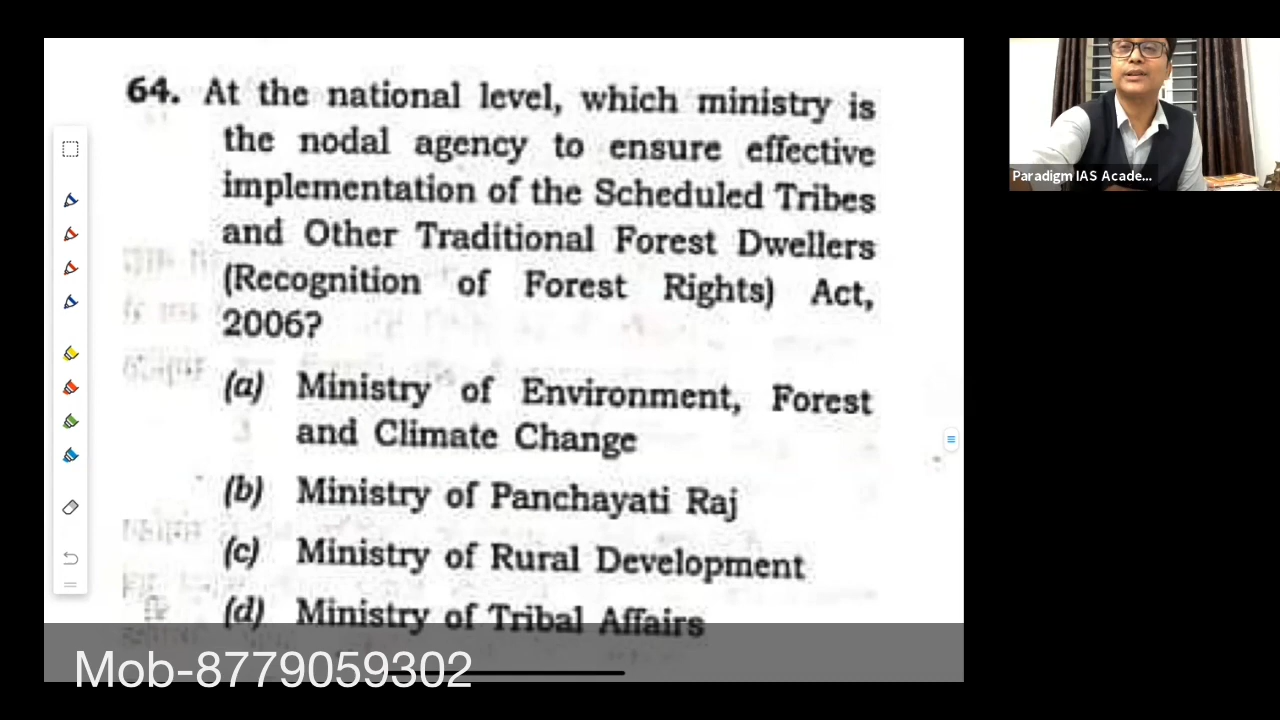 64. At the national level, which ministry is
the nodal agency to ensure effective
implementation of the Scheduled Tribes
and Other Traditional Forest Dwellers
(Recognition of Forest Rights) Act,
2006?
(a) Ministry of Environment, Forest
and Climate Change
(b) Ministry of Panchayati Raj
(c) Ministry of Rural Development
(d) Ministry of Tribal Affairs
Mob-8779059302
Paradigm IAS Acade...